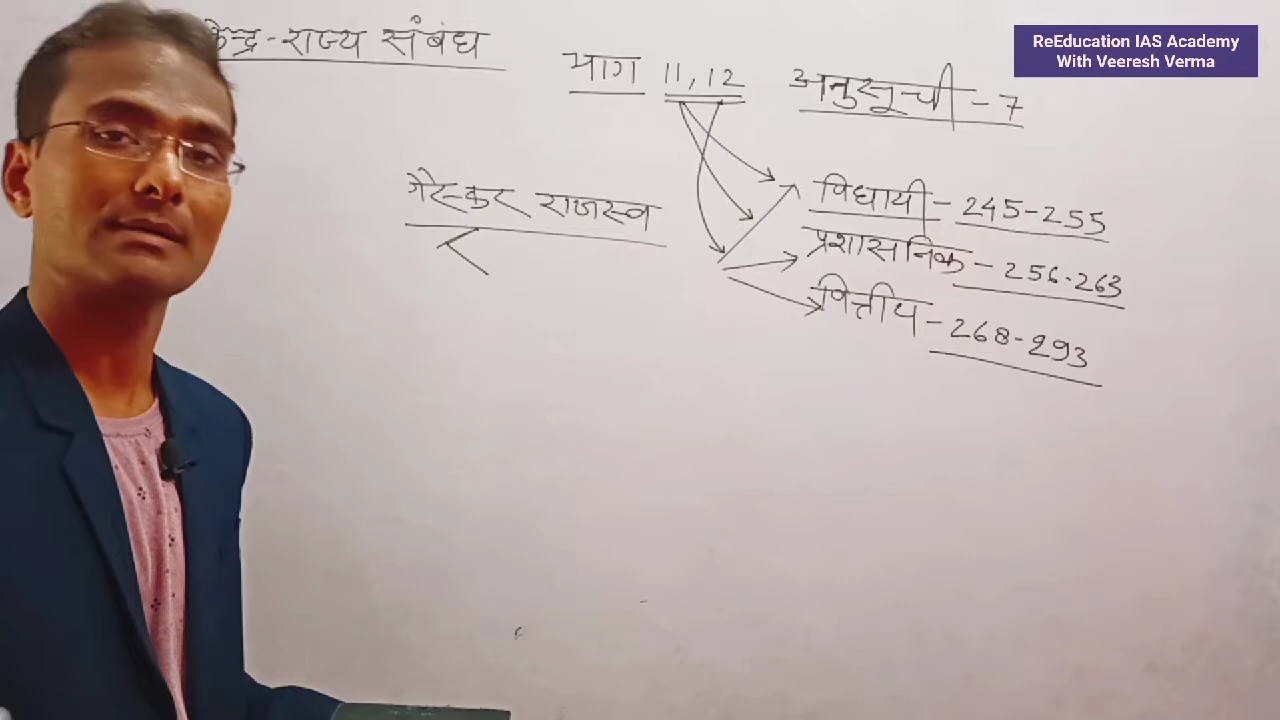 केन्द्र-राज्य संबंध
भाग 11, 12 अनुसूची - 7
ReEducation IAS Academy
With Veeresh Verma
गैरकर राजस्व
विधायी - 245-255
प्रशासनिक - 256-263
वित्तीय - 268-293